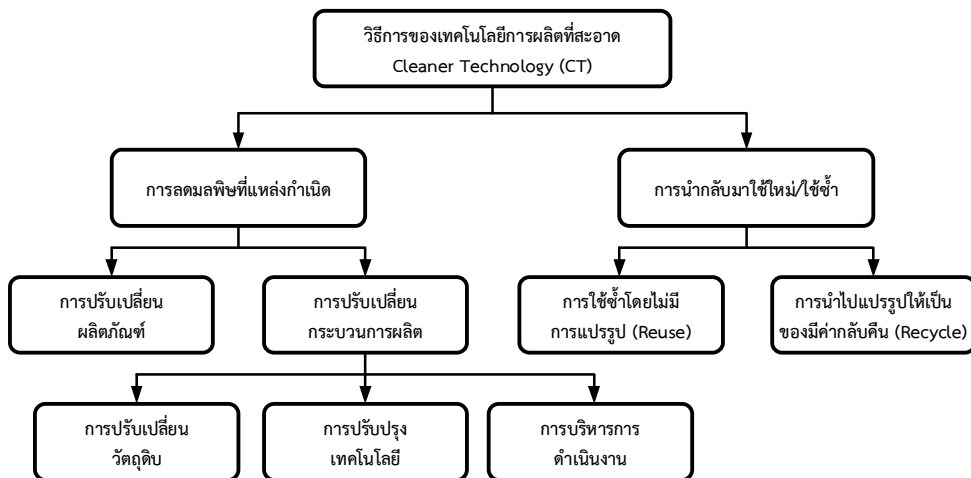 วิธีการของเทคโนโลยีการผลิตที่สะอาด
Cleaner Technology (CT)
การลดมลพิษที่แหล่งกำเนิด
การนำกลับมาใช้ใหม่/ใช้ซ้ำ
การปรับเปลี่ยน
ผลิตภัณฑ์
การปรับเปลี่ยน
กระบวนการผลิต
การใช้ซ้ำโดยไม่มี
การแปรรูป (Reuse)
การนำไปแปรรูปให้เป็น
ของมีค่ากลับคืน (Recycle)
การปรับเปลี่ยน
วัตถุดิบ
การปรับปรุง
เทคโนโลยี
การบริหารการ
ดำเนินงาน